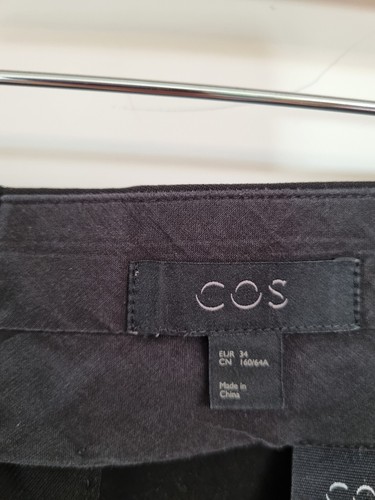 COS
EUR 34
CN 160/64A
Made in
China